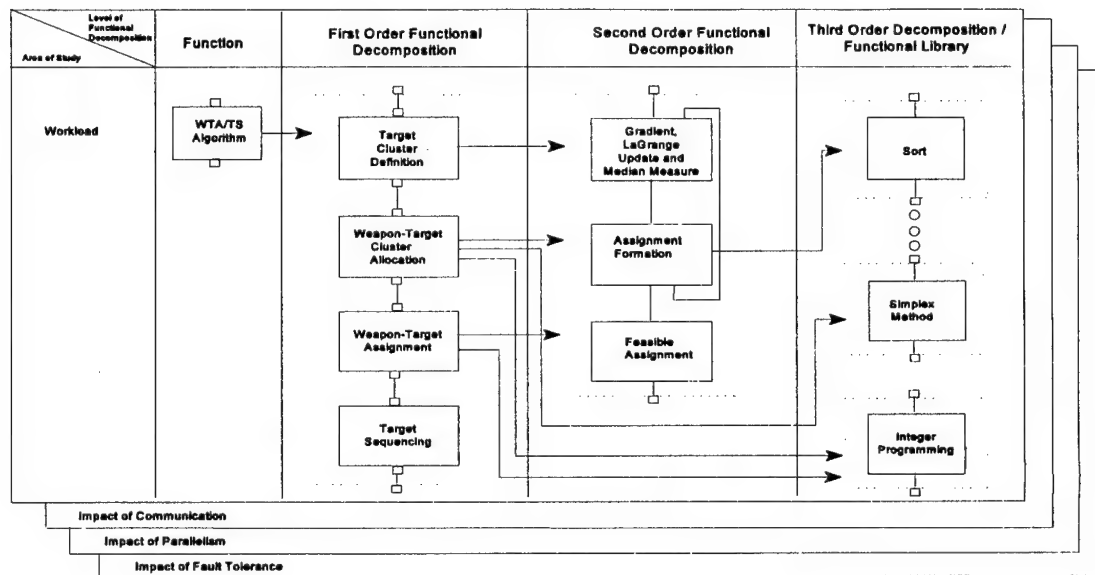 Level of
Functional
Decomposition
Area of Study
Function
First Order Functional
Decomposition
Second Order Functional
Decomposition
Third Order Decomposition /
Functional Library
Workload
WTA/TS
Algorithm
Target
Cluster
Definition
Weapon-Target
Cluster
Allocation
Weapon-Target
Assignment
Target
Sequencing
Gradient,
LaGrange
Update and
Median Measure
Assignment
Formation
Feasible
Assignment
Sort
Simplex
Method
Integer
Programming
Impact of Communication
Impact of Parallelism
Impact of Fault Tolerance